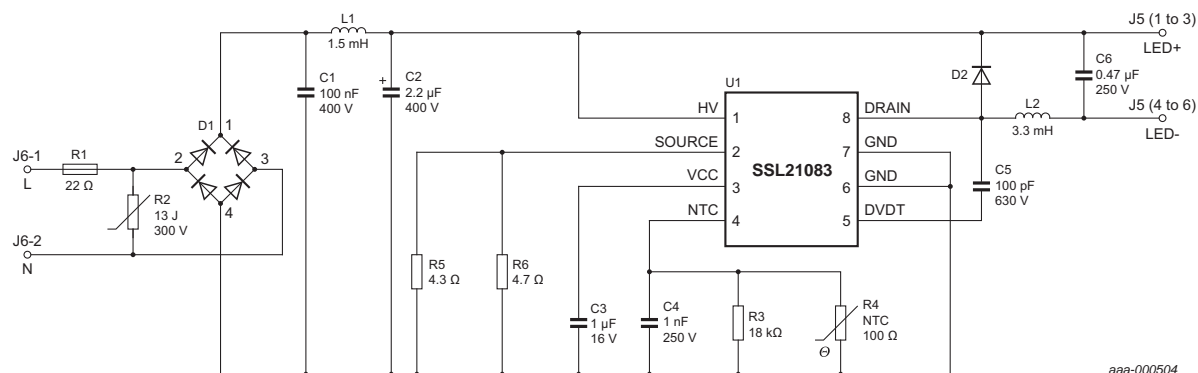 L1
1.5 mH
J5 (1 to 3)
LED+
C1
100 nF
400 V
+
C2
2.2 µF
400 V
D2
C6
0.47 µF
250 V
U1
HV
1
SOURCE
2
VCC
3
NTC
4
SSL21083
8
DRAIN
7
GND
6
GND
5
DVDT
L2
3.3 mH
J5 (4 to 6)
LED-
C5
100 pF
630 V
D1
1
2
3
4
J6-1
L
R1
22 Ω
R2
13 J
300 V
J6-2
N
R5
4.3 Ω
R6
4.7 Ω
C3
1 µF
16 V
C4
1 nF
250 V
R3
18 kΩ
R4
NTC
100 Ω
Θ
aaa-000504